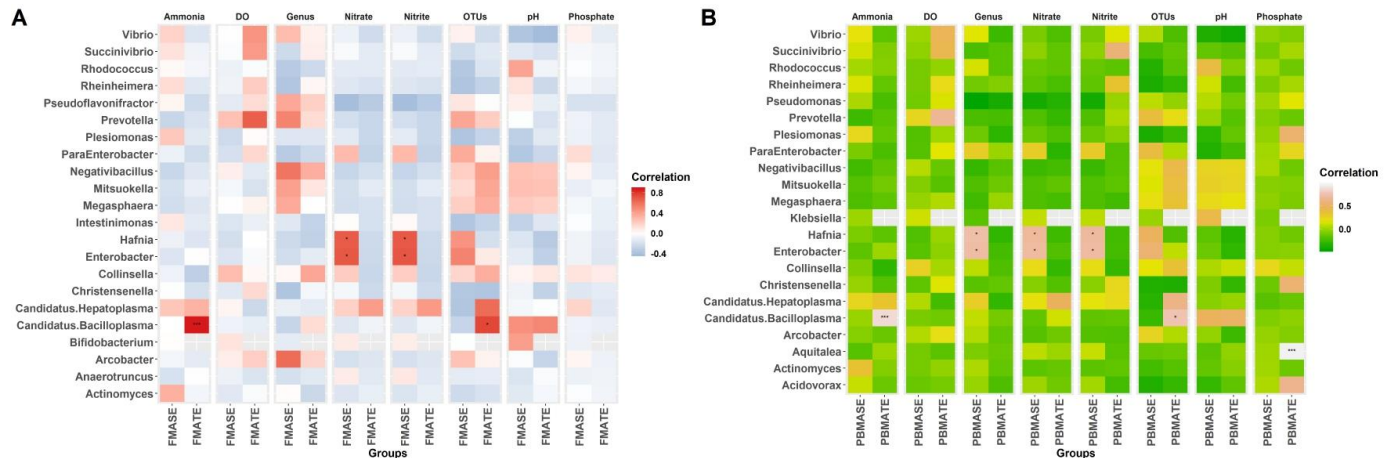 A
Ammonia DO Genus Nitrate Nitrite OTUs pH Phosphate
Vibrio
Succinivibrio
Rhodococcus
Rheinheimera
Pseudoflavonifractor
Prevotella
Plesiomonas
ParaEnterobacter
Negativibacillus
Mitsuokella
Megasphaera
Intestinimonas
Hafnia * *
Enterobacter * *
Collinsella
Christensenella
Candidatus.Hepatoplasma
Candidatus.Bacilloplasma *** *
Bifidobacterium
Arcobacter
Anaerotruncus
Actinomyces
FMASE FMATE FMASE FMATE FMASE FMATE FMASE FMATE FMASE FMATE FMASE FMATE FMASE FMATE FMASE FMATE
Groups
Correlation
0.8
0.4
0.0
-0.4
B
Ammonia DO Genus Nitrate Nitrite OTUs pH Phosphate
Vibrio
Succinivibrio
Rhodococcus
Rheinheimera
Pseudomonas
Prevotella
Plesiomonas
ParaEnterobacter
Negativibacillus
Mitsuokella
Megasphaera
Klebsiella
Hafnia * * *
Enterobacter * * *
Collinsella
Christensenella
Candidatus.Hepatoplasma
Candidatus.Bacilloplasma *** *
Arcobacter
Aquitalea ***
Actinomyces
Acidovorax
PBMASE PBMATE PBMASE PBMATE PBMASE PBMATE PBMASE PBMATE PBMASE PBMATE PBMASE PBMATE PBMASE PBMATE PBMASE PBMATE
Groups
Correlation
0.5
0.0